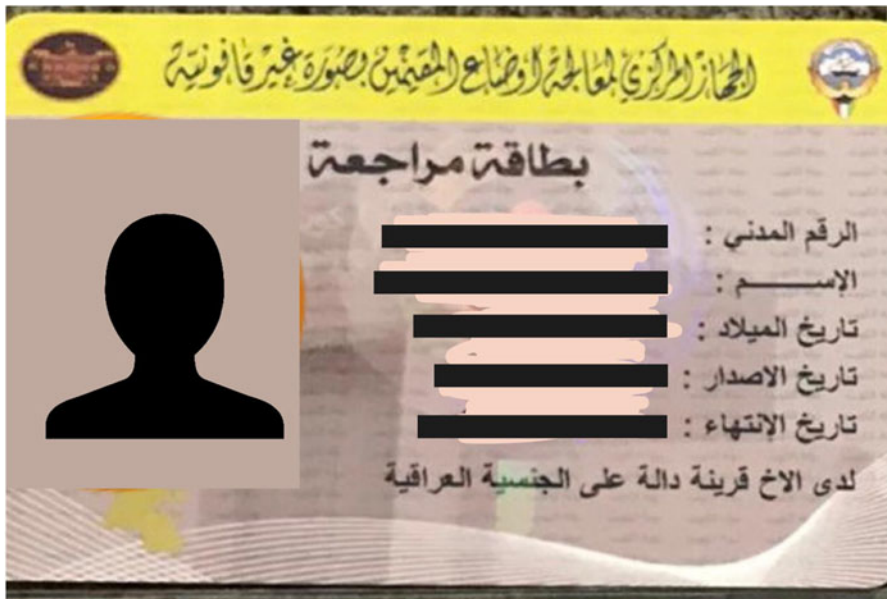 الجهاز المركزي لمعالجة أوضاع المقيمين بصورة غير قانونية
بطاقة مراجعة
الرقم المدني :
الإســـــم :
تاريخ الميلاد :
تاريخ الاصدار :
تاريخ الإنتهاء :
لدى الاخ قرينة دالة على الجنسية العراقية